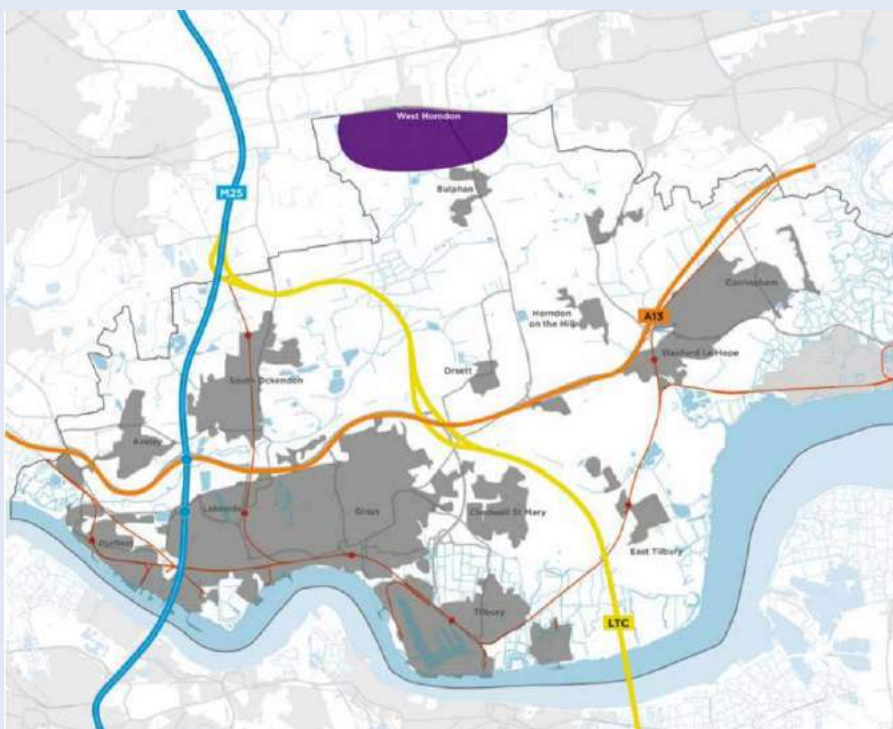 West Horndon
Bulphan
M25
Corringham
Horndon
on the Hill
A13
Stanford Le Hope
Orsett
South Ockendon
Aveley
Lakeside
Grays
Chadwell St Mary
Purfleet
East Tilbury
Tilbury
LTC